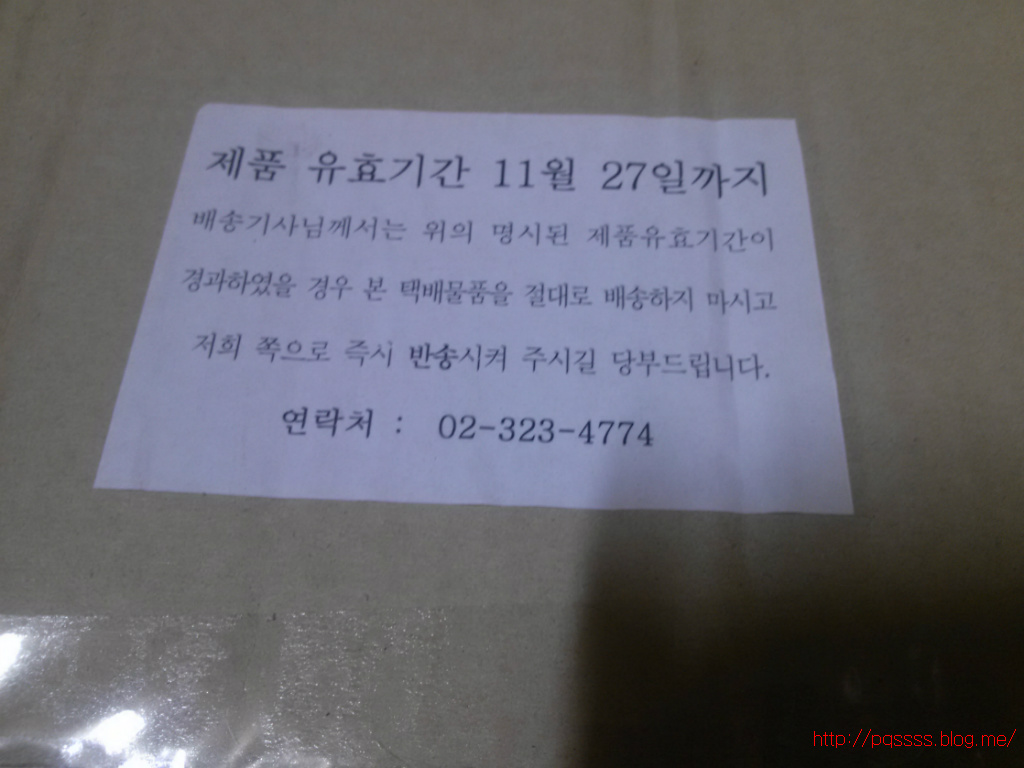 제품 유효기간 11월 27일까지
배송기사님께서는 위의 명시된 제품유효기간이
경과하였을 경우 본 택배물품을 절대로 배송하지 마시고
저희 쪽으로 즉시 반송시켜 주시길 당부드립니다.
연락처 : 02-323-4774
http://pqssss.blog.me/